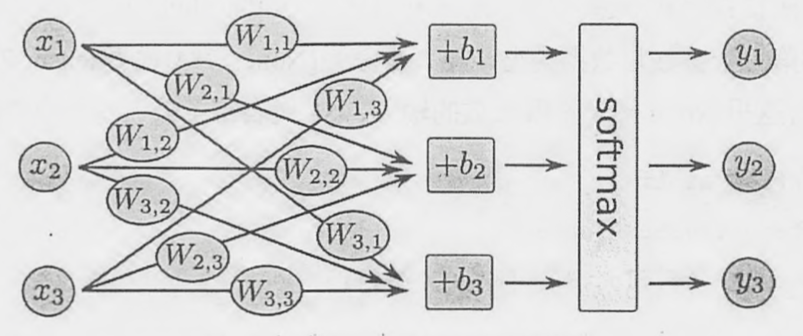 x₁ W₁,₁ +b₁ y₁
W₂,₁ W₁,₃
W₁,₂
x₂ W₂,₂ +b₂ softmax y₂
W₃,₂
W₂,₃ W₃,₁
x₃ W₃,₃ +b₃ y₃